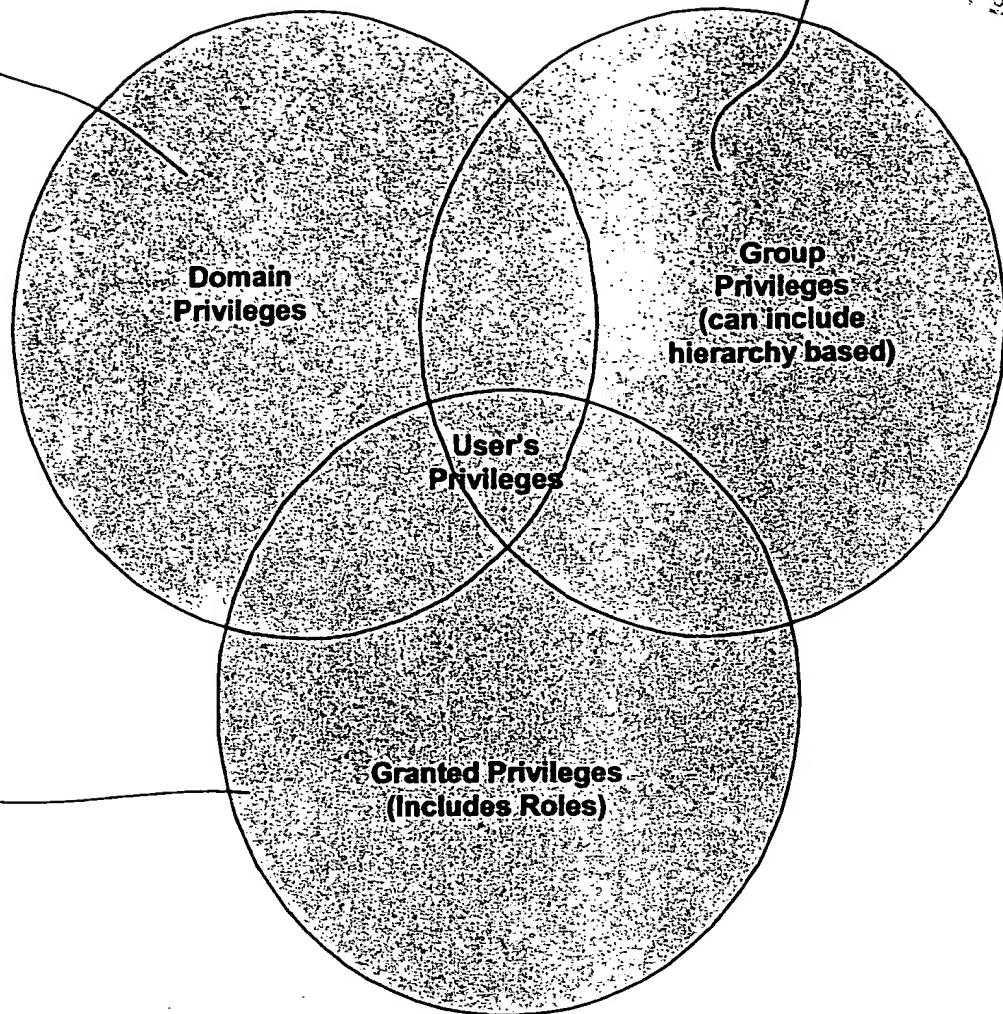 Domain
Privileges
Group
Privileges
(can include
hierarchy based)
User's
Privileges
Granted Privileges
(Includes Roles)